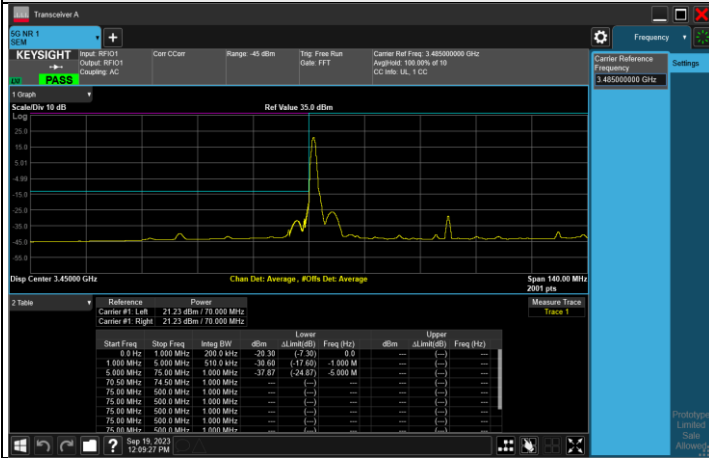 Transceiver A
5G NR 1
SEM
Frequency
KEYSIGHT Input: RFIO1 Corr CCorr Range: -45 dBm Trig: Free Run Carrier Ref Freq: 3.485000000 GHz
Output: RFIO1 Gate: FFT Avg|Hold: 100.00% of 10
Coupling: AC CC Info: UL, 1 CC
PASS
Carrier Reference
Frequency
3.485000000 GHz
Settings
1 Graph
Scale/Div 10 dB Ref Value 35.0 dBm
Log
25.0
15.0
5.01
-4.99
-15.0
-25.0
-35.0
-45.0
-55.0
Disp Center 3.45000 GHz Chan Det: Average, #Offs Det: Average Span 140.00 MHz
2001 pts
2 Table Reference Power Measure Trace
Carrier #1: Left 21.23 dBm / 70.000 MHz Trace 1
Carrier #1: Right 21.23 dBm / 70.000 MHz
Lower Upper
Start Freq Stop Freq Integ BW dBm ΔLimit(dB) Freq (Hz) dBm ΔLimit(dB) Freq (Hz)
0.0 Hz 1.000 MHz 200.0 kHz -20.30 (-7.30) 0.0 --- (---) ---
1.000 MHz 5.000 MHz 510.0 kHz -30.60 (-17.60) -1.000 M --- (---) ---
5.000 MHz 75.00 MHz 1.000 MHz -37.87 (-24.87) -5.000 M --- (---) ---
70.50 MHz 74.50 MHz 1.000 MHz --- (---) --- --- (---) ---
75.00 MHz 500.0 MHz 1.000 MHz --- (---) --- --- (---) ---
75.00 MHz 500.0 MHz 1.000 MHz --- (---) --- --- (---) ---
75.00 MHz 500.0 MHz 1.000 MHz --- (---) --- --- (---) ---
75.00 MHz 500.0 MHz 1.000 MHz --- (---) --- --- (---) ---
Sep 19, 2023
12:09:27 PM
Prototype
Limited
Sale
Allowed